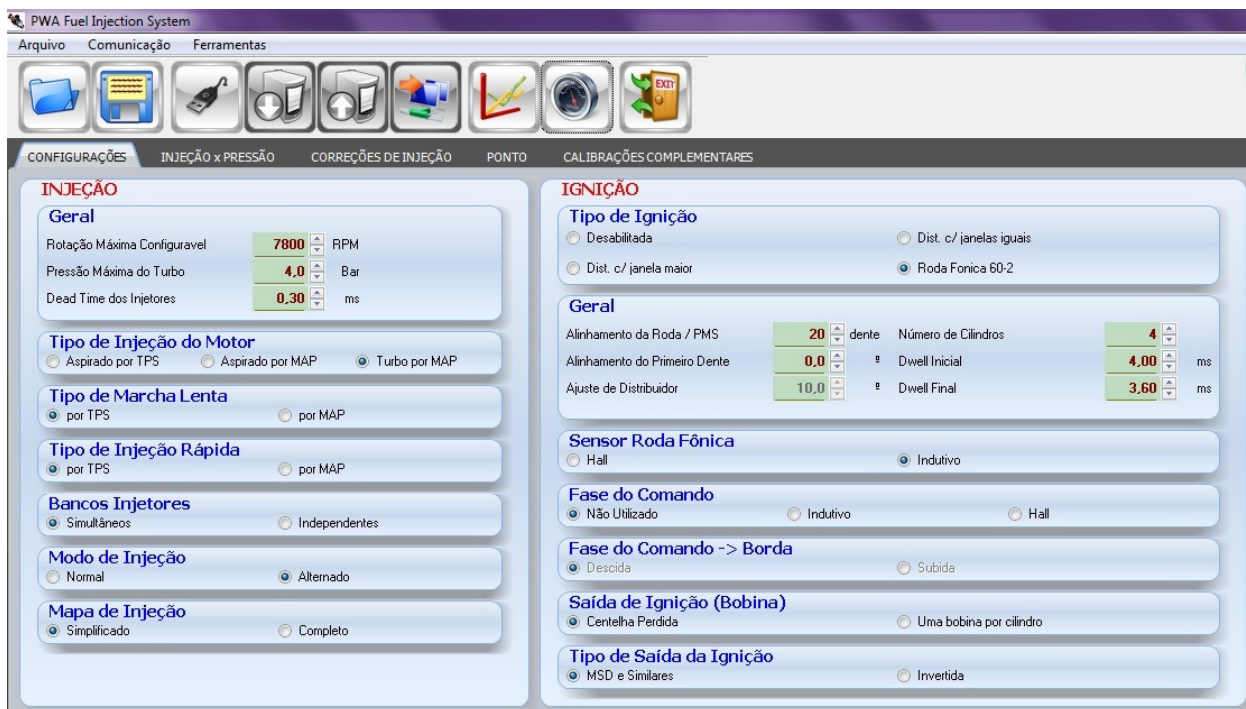 PWA Fuel Injection System
Arquivo Comunicação Ferramentas
EXIT
CONFIGURAÇÕES INJEÇÃO x PRESSÃO CORREÇÕES DE INJEÇÃO PONTO CALIBRAÇÕES COMPLEMENTARES
INJEÇÃO
Geral
Rotação Máxima Configuravel 7800 RPM
Pressão Máxima do Turbo 4,0 Bar
Dead Time dos Injetores 0,30 ms
Tipo de Injeção do Motor
Aspirado por TPS Aspirado por MAP Turbo por MAP
Tipo de Marcha Lenta
por TPS por MAP
Tipo de Injeção Rápida
por TPS por MAP
Bancos Injetores
Simultâneos Independentes
Modo de Injeção
Normal Alternado
Mapa de Injeção
Simplificado Completo
IGNIÇÃO
Tipo de Ignição
Desabilitada Dist. c/ janelas iguais
Dist. c/ janela maior Roda Fonica 60-2
Geral
Alinhamento da Roda / PMS 20 dente Número de Cilindros 4
Alinhamento do Primeiro Dente 0,0 º Dwell Inicial 4,00 ms
Ajuste de Distribuidor 10,0 º Dwell Final 3,60 ms
Sensor Roda Fônica
Hall Indutivo
Fase do Comando
Não Utilizado Indutivo Hall
Fase do Comando -> Borda
Descida Subida
Saída de Ignição (Bobina)
Centelha Perdida Uma bobina por cilindro
Tipo de Saída da Ignição
MSD e Similares Invertida